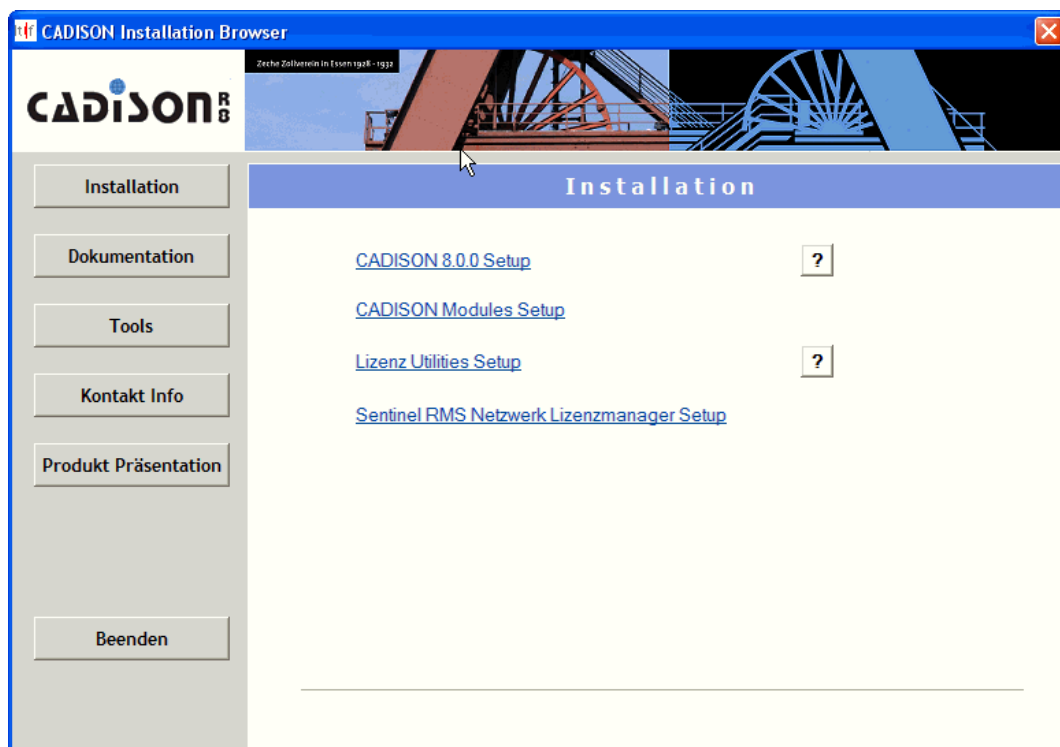 itf CADISON Installation Browser
Zeche Zollverein in Essen 1928 - 1932
CADISON R8
Installation
Installation
Dokumentation
CADISON 8.0.0 Setup ?
Tools
CADISON Modules Setup
Kontakt Info
Lizenz Utilities Setup ?
Produkt Präsentation
Sentinel RMS Netzwerk Lizenzmanager Setup
Beenden